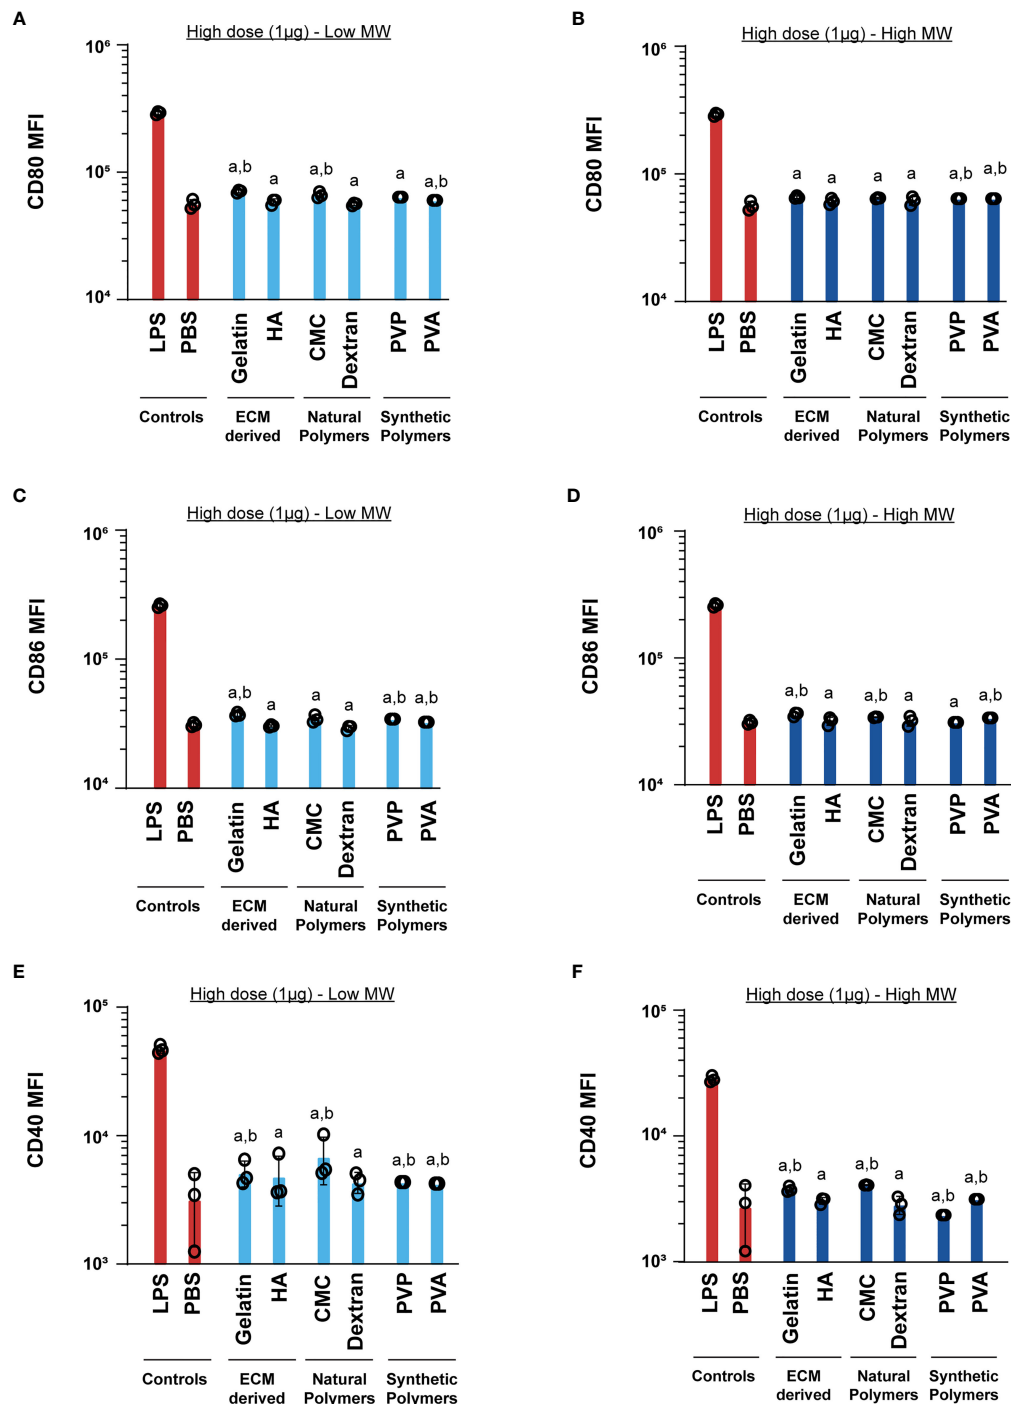 A
High dose (1µg) - Low MW
CD80 MFI
10⁶
10⁵
10⁴
a,b
a
a,b
a
a
a,b
LPS
PBS
Gelatin
HA
CMC
Dextran
PVP
PVA
Controls
ECM
derived
Natural
Polymers
Synthetic
Polymers
B
High dose (1µg) - High MW
CD80 MFI
10⁶
10⁵
10⁴
a
a
a
a
a,b
a,b
LPS
PBS
Gelatin
HA
CMC
Dextran
PVP
PVA
Controls
ECM
derived
Natural
Polymers
Synthetic
Polymers
C
High dose (1µg) - Low MW
CD86 MFI
10⁶
10⁵
10⁴
a,b
a
a
a
a,b
a,b
LPS
PBS
Gelatin
HA
CMC
Dextran
PVP
PVA
Controls
ECM
derived
Natural
Polymers
Synthetic
Polymers
D
High dose (1µg) - High MW
CD86 MFI
10⁶
10⁵
10⁴
a,b
a
a,b
a
a
a,b
LPS
PBS
Gelatin
HA
CMC
Dextran
PVP
PVA
Controls
ECM
derived
Natural
Polymers
Synthetic
Polymers
E
High dose (1µg) - Low MW
CD40 MFI
10⁵
10⁴
10³
a,b
a
a,b
a
a,b
a,b
LPS
PBS
Gelatin
HA
CMC
Dextran
PVP
PVA
Controls
ECM
derived
Natural
Polymers
Synthetic
Polymers
F
High dose (1µg) - High MW
CD40 MFI
10⁵
10⁴
10³
a,b
a
a,b
a
a,b
a,b
LPS
PBS
Gelatin
HA
CMC
Dextran
PVP
PVA
Controls
ECM
derived
Natural
Polymers
Synthetic
Polymers